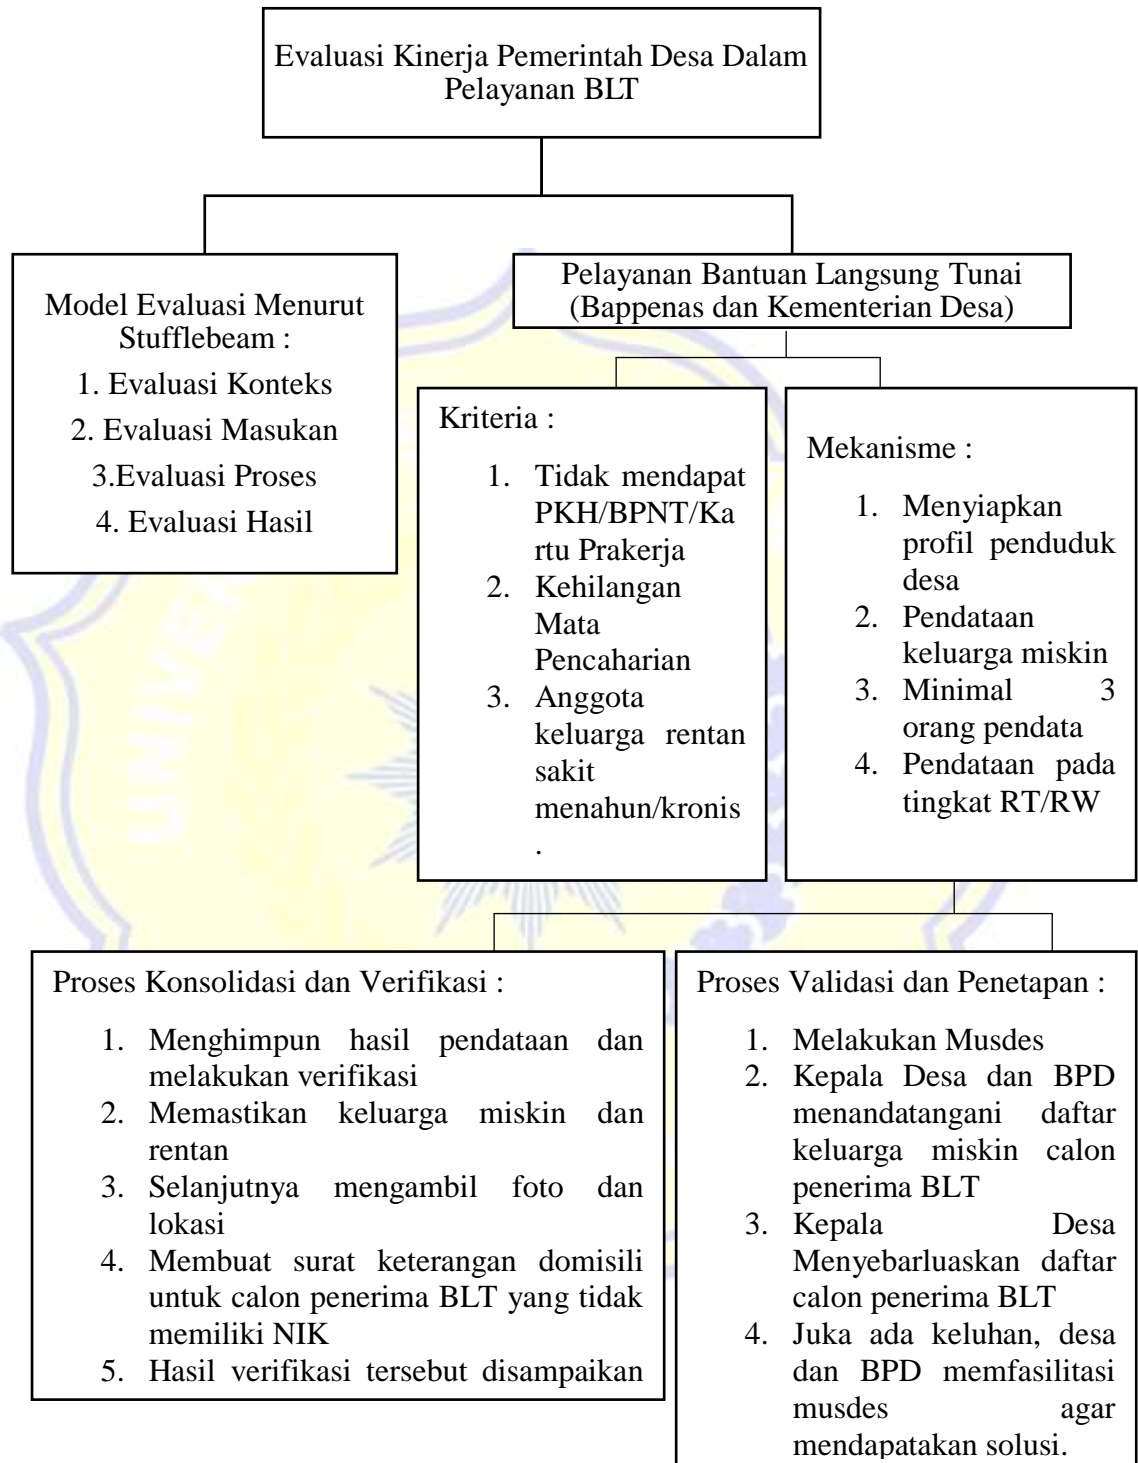 Evaluasi Kinerja Pemerintah Desa Dalam
Pelayanan BLT
Model Evaluasi Menurut
Stufflebeam :
1. Evaluasi Konteks
2. Evaluasi Masukan
3.Evaluasi Proses
4. Evaluasi Hasil
Pelayanan Bantuan Langsung Tunai
(Bappenas dan Kementerian Desa)
Kriteria :
1. Tidak mendapat
PKH/BPNT/Ka
rtu Prakerja
2. Kehilangan
Mata
Pencaharian
3. Anggota
keluarga rentan
sakit
menahun/kronis
.
Mekanisme :
1. Menyiapkan
profil penduduk
desa
2. Pendataan
keluarga miskin
3. Minimal 3
orang pendata
4. Pendataan pada
tingkat RT/RW
Proses Konsolidasi dan Verifikasi :
1. Menghimpun hasil pendataan dan
melakukan verifikasi
2. Memastikan keluarga miskin dan
rentan
3. Selanjutnya mengambil foto dan
lokasi
4. Membuat surat keterangan domisili
untuk calon penerima BLT yang tidak
memiliki NIK
5. Hasil verifikasi tersebut disampaikan
Proses Validasi dan Penetapan :
1. Melakukan Musdes
2. Kepala Desa dan BPD
menandatangani daftar
keluarga miskin calon
penerima BLT
3. Kepala Desa
Menyebarluaskan daftar
calon penerima BLT
4. Juka ada keluhan, desa
dan BPD memfasilitasi
musdes agar
mendapatakan solusi.